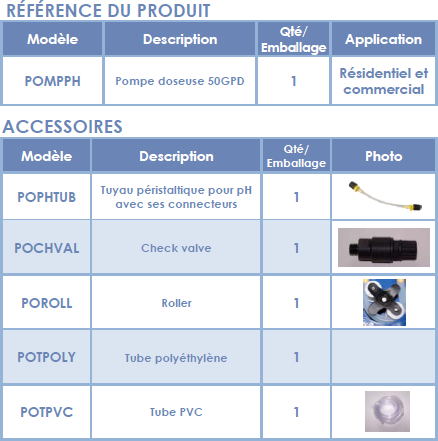 RÉFÉRENCE DU PRODUIT
Modèle Description Qté/ Emballage Application
POMPPH Pompe doseuse 50GPD 1 Résidentiel et commercial
ACCESSOIRES
Modèle Description Qté/ Emballage Photo
POPHTUB Tuyau péristaltique pour pH avec ses connecteurs 1
POCHVAL Check valve 1
POROLL Roller 1
POTPOLY Tube polyéthylène 1
POTPVC Tube PVC 1